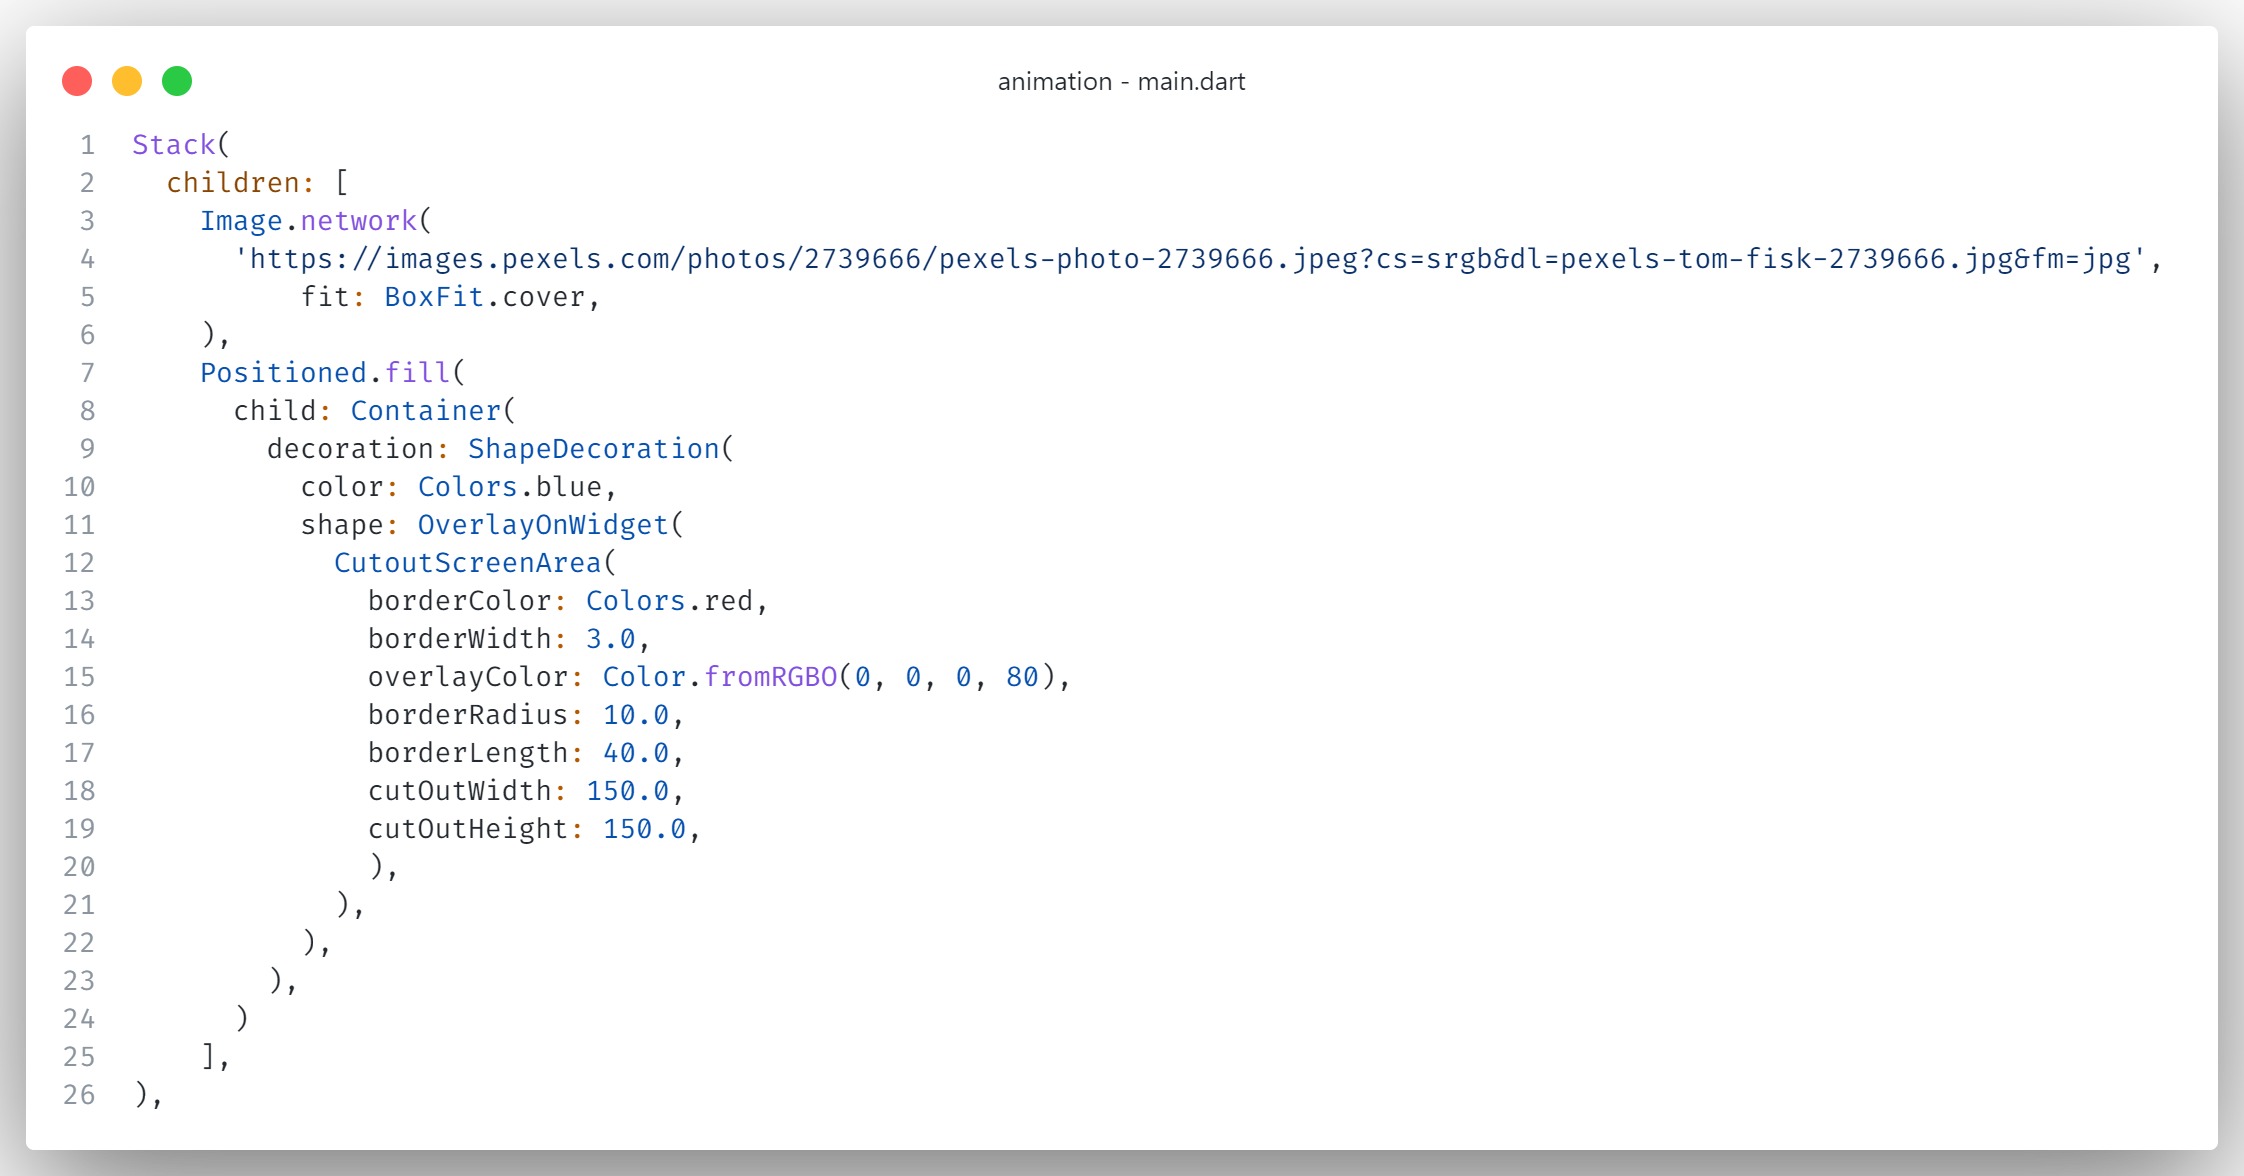 animation - main.dart
1 Stack(
2 children: [
3 Image.network(
4 'https://images.pexels.com/photos/2739666/pexels-photo-2739666.jpeg?cs=srgb&dl=pexels-tom-fisk-2739666.jpg&fm=jpg',
5 fit: BoxFit.cover,
6 ),
7 Positioned.fill(
8 child: Container(
9 decoration: ShapeDecoration(
10 color: Colors.blue,
11 shape: OverlayOnWidget(
12 CutoutScreenArea(
13 borderColor: Colors.red,
14 borderWidth: 3.0,
15 overlayColor: Color.fromRGBO(0, 0, 0, 80),
16 borderRadius: 10.0,
17 borderLength: 40.0,
18 cutOutWidth: 150.0,
19 cutOutHeight: 150.0,
20 ),
21 ),
22 ),
23 ),
24 )
25 ],
26 ),